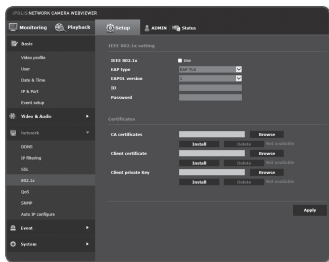 iPOLiS NETWORK CAMERA WEBVIEWER
Monitoring
Playback
Setup
ADMIN
Status
Basic
Video profile
User
Date & Time
IP & Port
Event setup
Video & Audio
Network
DDNS
IP filtering
SSL
802.1x
QoS
SNMP
Auto IP configure
Event
System
IEEE 802.1x setting
IEEE 802.1x
Use
EAP type
EAP-TLS
EAPOL version
1
ID
Password
Certificates
CA certificates
Browse
Install
Delete
Not available
Client certificate
Browse
Install
Delete
Not available
Client private Key
Browse
Install
Delete
Not available
Apply